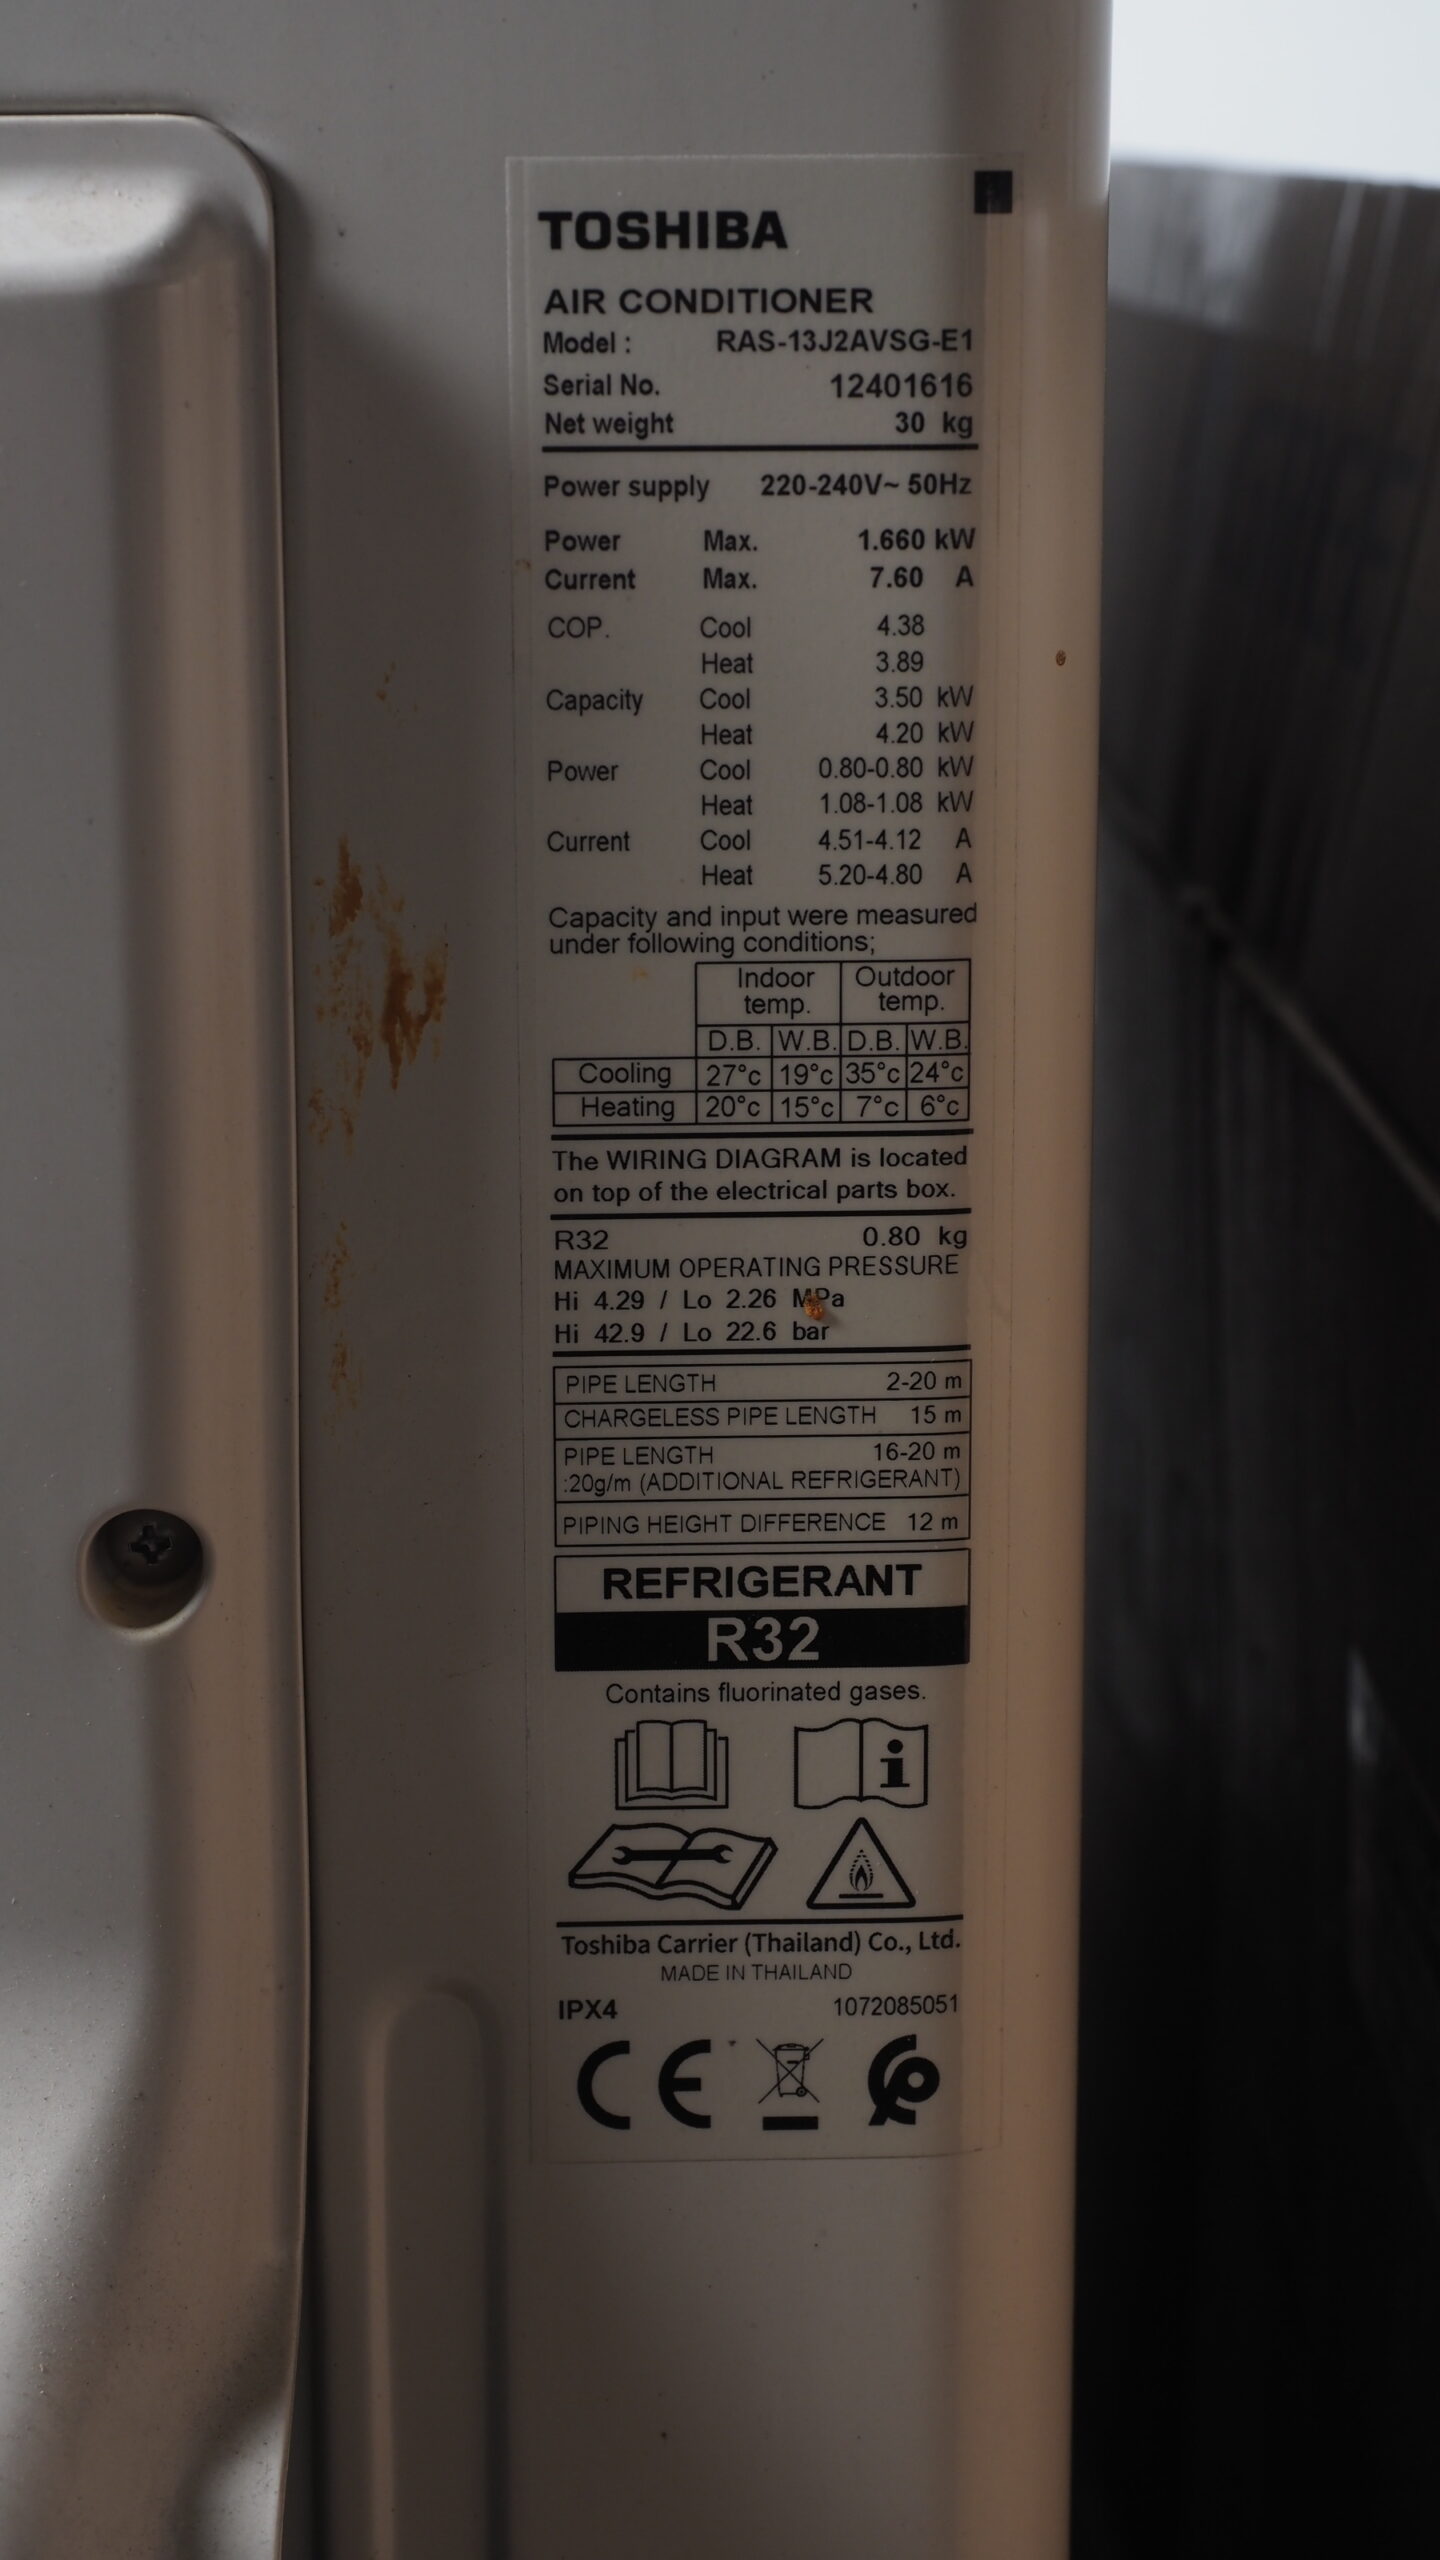 TOSHIBA
AIR CONDITIONER
Model : RAS-13J2AVSG-E1
Serial No. 12401616
Net weight 30 kg
Power supply 220-240V~ 50Hz
Power Max. 1.660 kW
Current Max. 7.60 A
COP. Cool 4.38
Heat 3.89
Capacity Cool 3.50 kW
Heat 4.20 kW
Power Cool 0.80-0.80 kW
Heat 1.08-1.08 kW
Current Cool 4.51-4.12 A
Heat 5.20-4.80 A
Capacity and input were measured
under following conditions;
Indoor temp. Outdoor temp.
D.B. W.B. D.B. W.B.
Cooling 27°c 19°c 35°c 24°c
Heating 20°c 15°c 7°c 6°c
The WIRING DIAGRAM is located
on top of the electrical parts box.
R32 0.80 kg
MAXIMUM OPERATING PRESSURE
Hi 4.29 / Lo 2.26 MPa
Hi 42.9 / Lo 22.6 bar
PIPE LENGTH 2-20 m
CHARGELESS PIPE LENGTH 15 m
PIPE LENGTH 16-20 m
:20g/m (ADDITIONAL REFRIGERANT)
PIPING HEIGHT DIFFERENCE 12 m
REFRIGERANT
R32
Contains fluorinated gases.
Toshiba Carrier (Thailand) Co., Ltd.
MADE IN THAILAND
IPX4 1072085051
CE